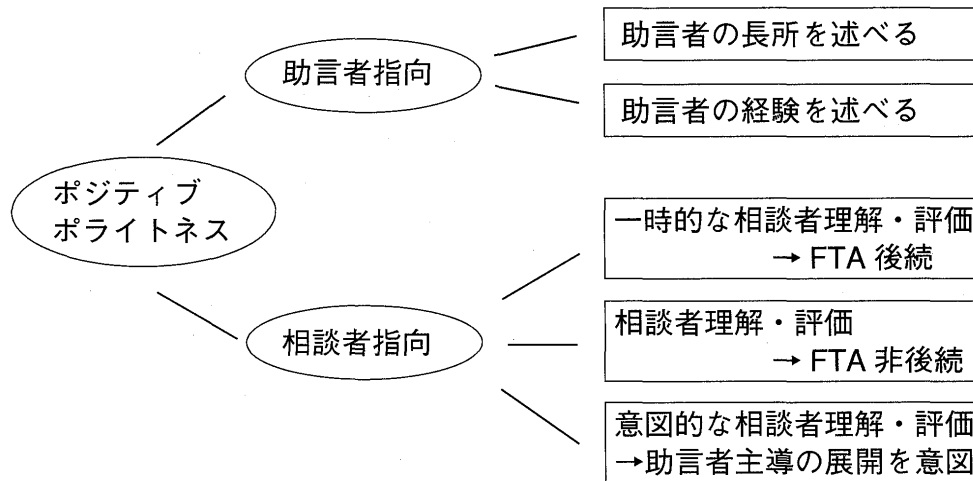 助言者の長所を述べる
助言者指向
助言者の経験を述べる
ポジティブ
ポライトネス
一時的な相談者理解・評価
→ FTA 後続
相談者指向
相談者理解・評価
→ FTA 非後続
意図的な相談者理解・評価
→助言者主導の展開を意図